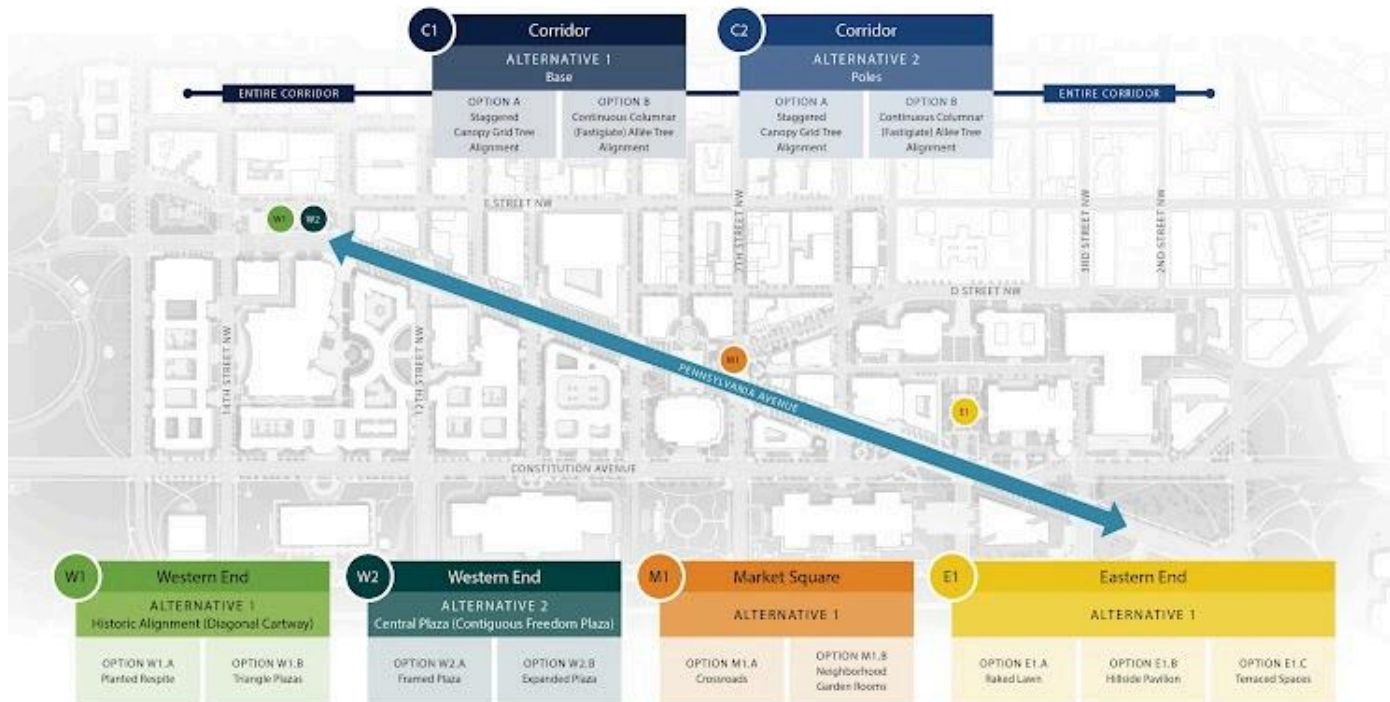 C1
Corridor
ALTERNATIVE 1
Base
OPTION A
Staggered
Canopy Grid Tree
Alignment
OPTION B
Continuous Columnar
(Fastigiate) Allée Tree
Alignment
C2
Corridor
ALTERNATIVE 2
Poles
OPTION A
Staggered
Canopy Grid Tree
Alignment
OPTION B
Continuous Columnar
(Fastigiate) Allée Tree
Alignment
ENTIRE CORRIDOR
ENTIRE CORRIDOR
W1
W2
E STREET NW
7TH STREET NW
3RD STREET NW
2ND STREET NW
D STREET NW
14TH STREET NW
12TH STREET NW
M1
PENNSYLVANIA AVENUE
E1
CONSTITUTION AVENUE
W1
Western End
ALTERNATIVE 1
Historic Alignment (Diagonal Cartway)
OPTION W1.A
Planted Respite
OPTION W1.B
Triangle Plazas
W2
Western End
ALTERNATIVE 2
Central Plaza (Contiguous Freedom Plaza)
OPTION W2.A
Framed Plaza
OPTION W2.B
Expanded Plaza
M1
Market Square
ALTERNATIVE 1
OPTION M1.A
Crossroads
OPTION M1.B
Neighborhood
Garden Rooms
E1
Eastern End
ALTERNATIVE 1
OPTION E1.A
Raked Lawn
OPTION E1.B
Hillside Pavilion
OPTION E1.C
Terraced Spaces